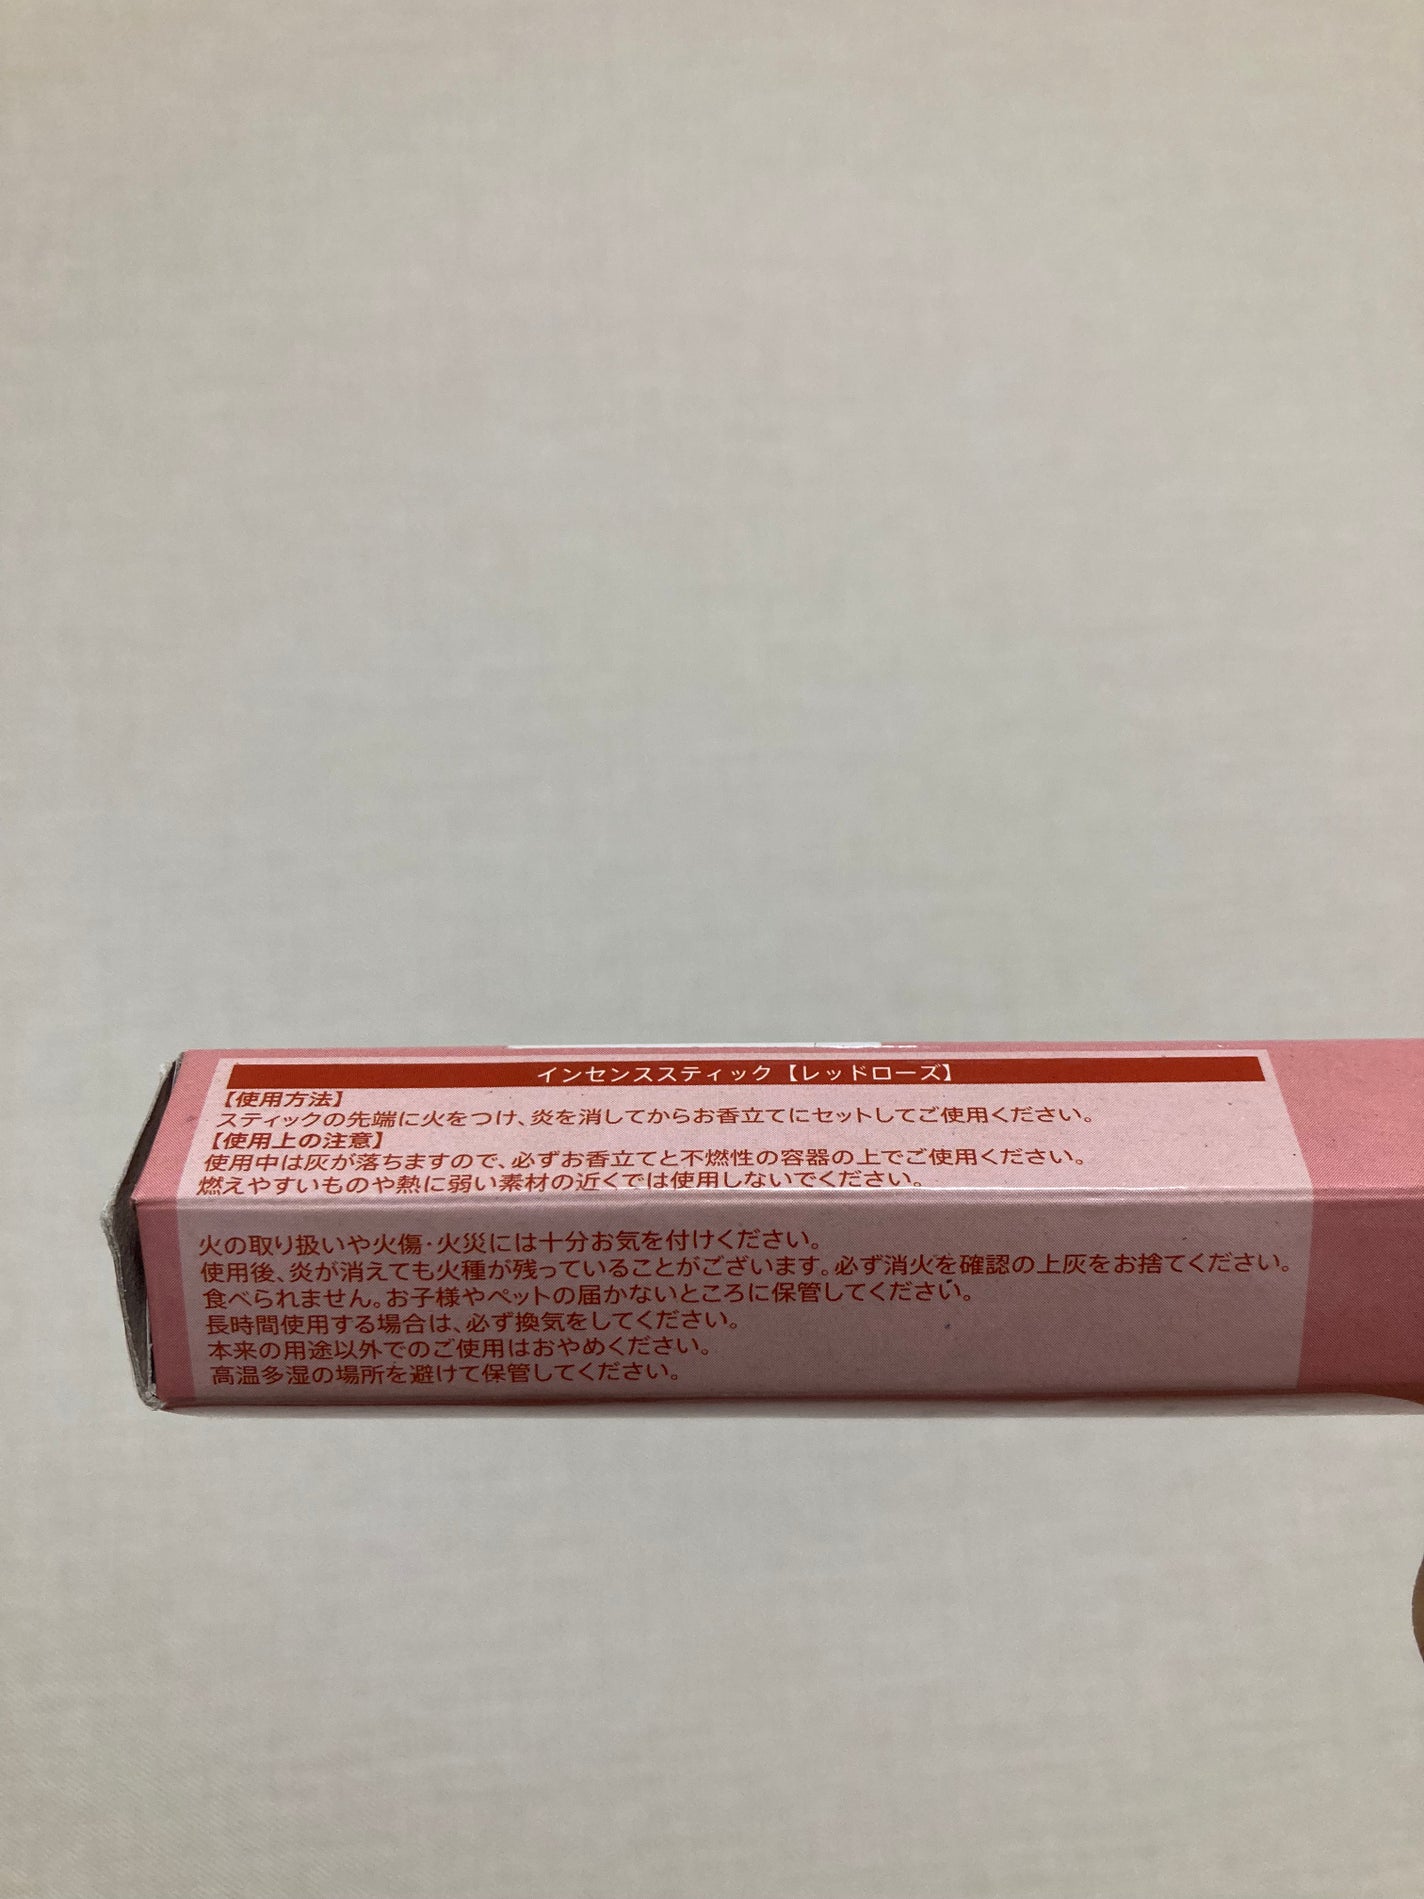 インセンススティック【レッドローズ】
【使用方法】
スティックの先端に火をつけ、炎を消してからお香立てにセットしてご使用ください。
【使用上の注意】
使用中は灰が落ちますので、必ずお香立てと不燃性の容器の上でご使用ください。
燃えやすいものや熱に弱い素材の近くでは使用しないでください。
火の取り扱いや火傷・火災には十分お気を付けください。
使用後、炎が消えても火種が残っていることがございます。必ず消火を確認の上灰をお捨てください。
食べられません。お子様やペットの届かないところに保管してください。
長時間使用する場合は、必ず換気をしてください。
本来の用途以外でのご使用はおやめください。
高温多湿の場所を避けて保管してください。